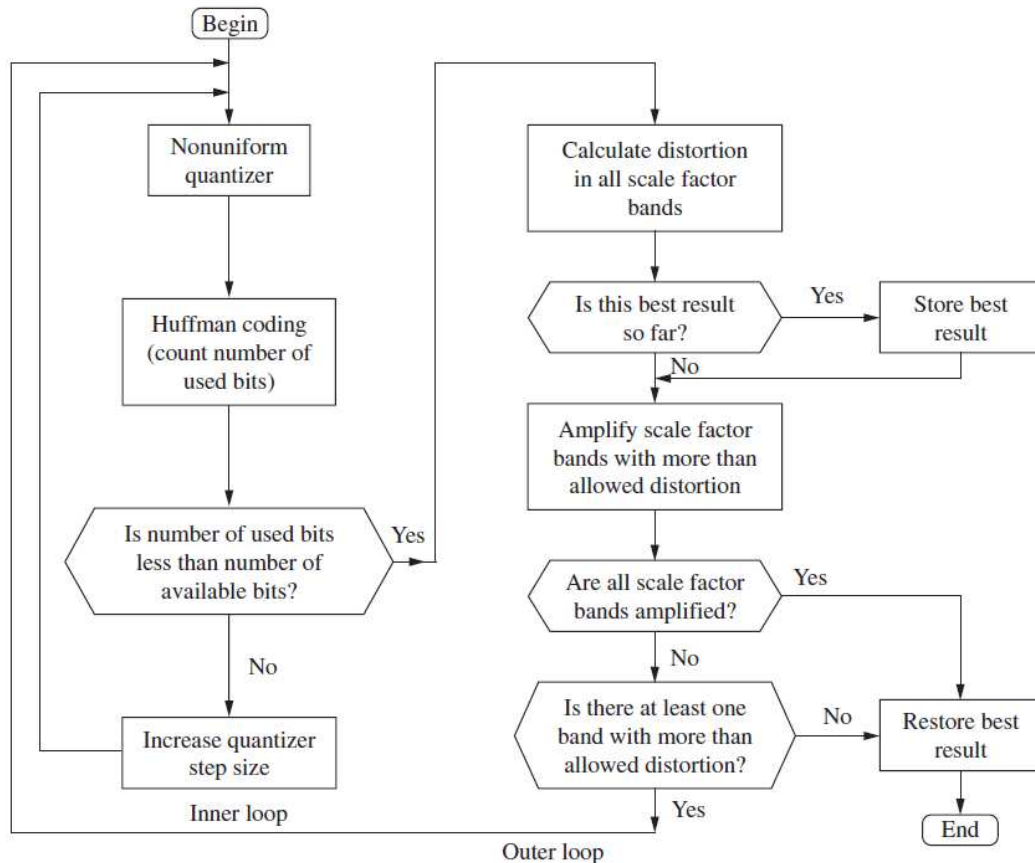 Begin
Nonuniform
quantizer
Huffman coding
(count number of
used bits)
Is number of used bits
less than number of
available bits?
Yes
No
Increase quantizer
step size
Inner loop
Calculate distortion
in all scale factor
bands
Is this best result
so far?
Yes
Store best
result
No
Amplify scale factor
bands with more than
allowed distortion
Are all scale factor
bands amplified?
Yes
No
Is there at least one
band with more than
allowed distortion?
No
Restore best
result
Yes
End
Outer loop